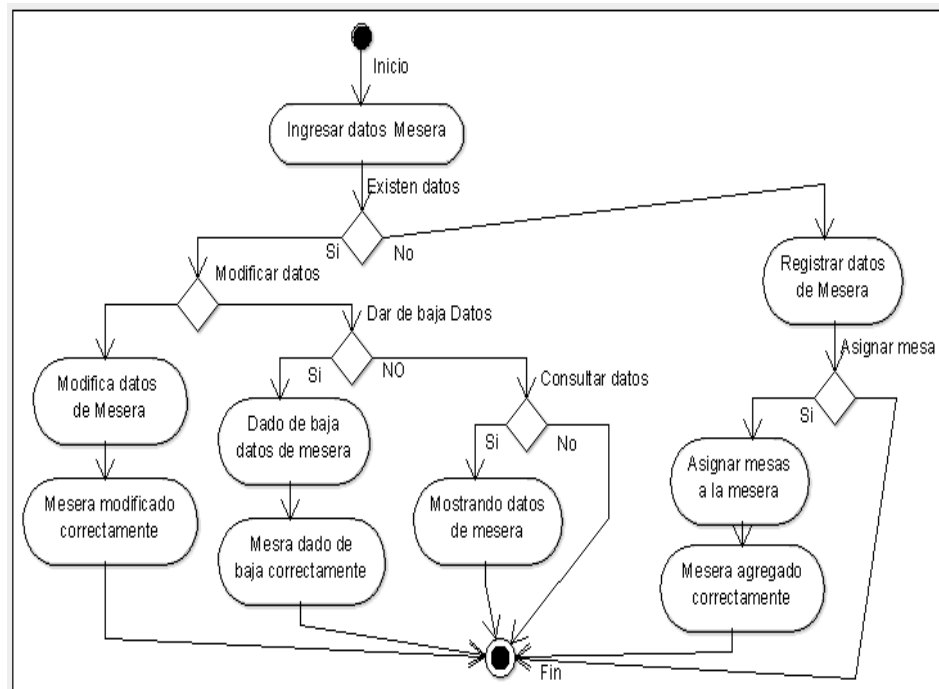 Inicio
Ingresar datos Mesera
Existen datos
Si
No
Modificar datos
Registrar datos
de Mesera
Dar de baja Datos
Asignar mesa
Si
NO
Consultar datos
Modifica datos
de Mesera
Dado de baja
datos de mesera
Si
No
Si
Asignar mesas
a la mesera
Mesera modificado
correctamente
Mostrando datos
de mesera
Mesra dado de
baja correctamente
Mesera agregado
correctamente
Fin